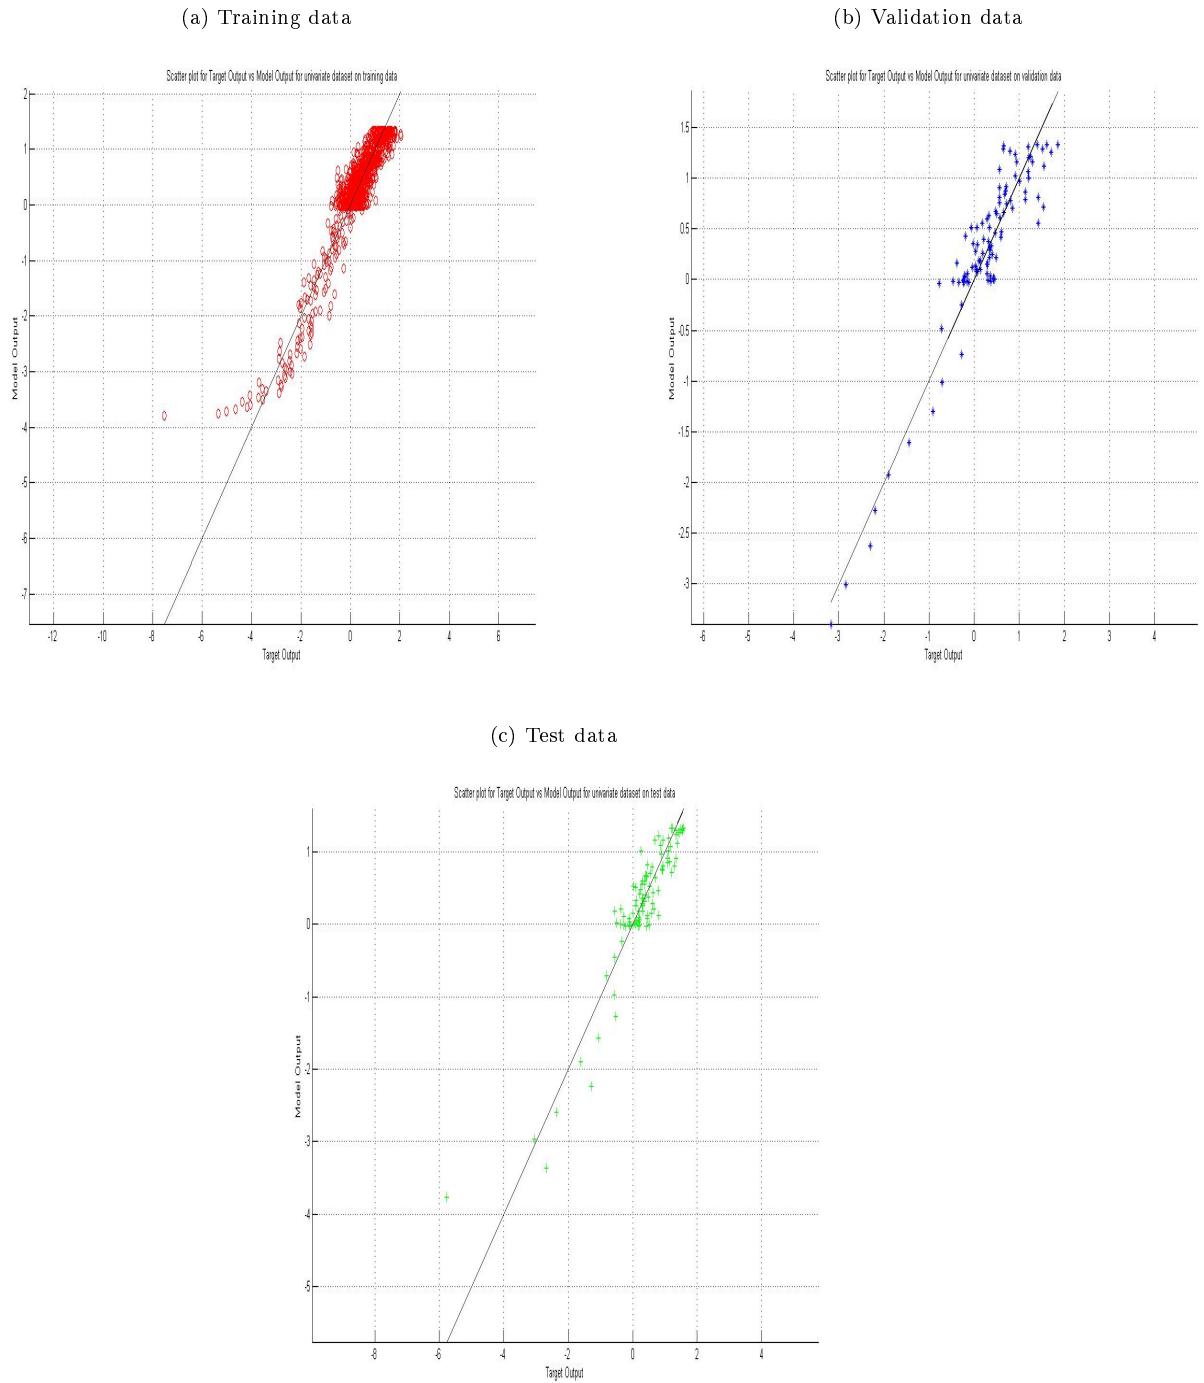 (a) Training data
(b) Validation data
Scatter plot for Target Output vs Model Output for univariate dataset on training data
Scatter plot for Target Output vs Model Output for univariate dataset on validation data
2
1
0
-1
-2
-3
-4
-5
-6
-7
Model Output
-12 -10 -8 -6 -4 -2 0 2 4 6
Target Output
1.5
1
0.5
0
-0.5
-1
-1.5
-2
-2.5
-3
Model Output
-6 -5 -4 -3 -2 -1 0 1 2 3 4
Target Output
(c) Test data
Scatter plot for Target Output vs Model Output for univariate dataset on test data
1
0
-1
-2
-3
-4
-5
Model Output
-8 -6 -4 -2 0 2 4
Target Output